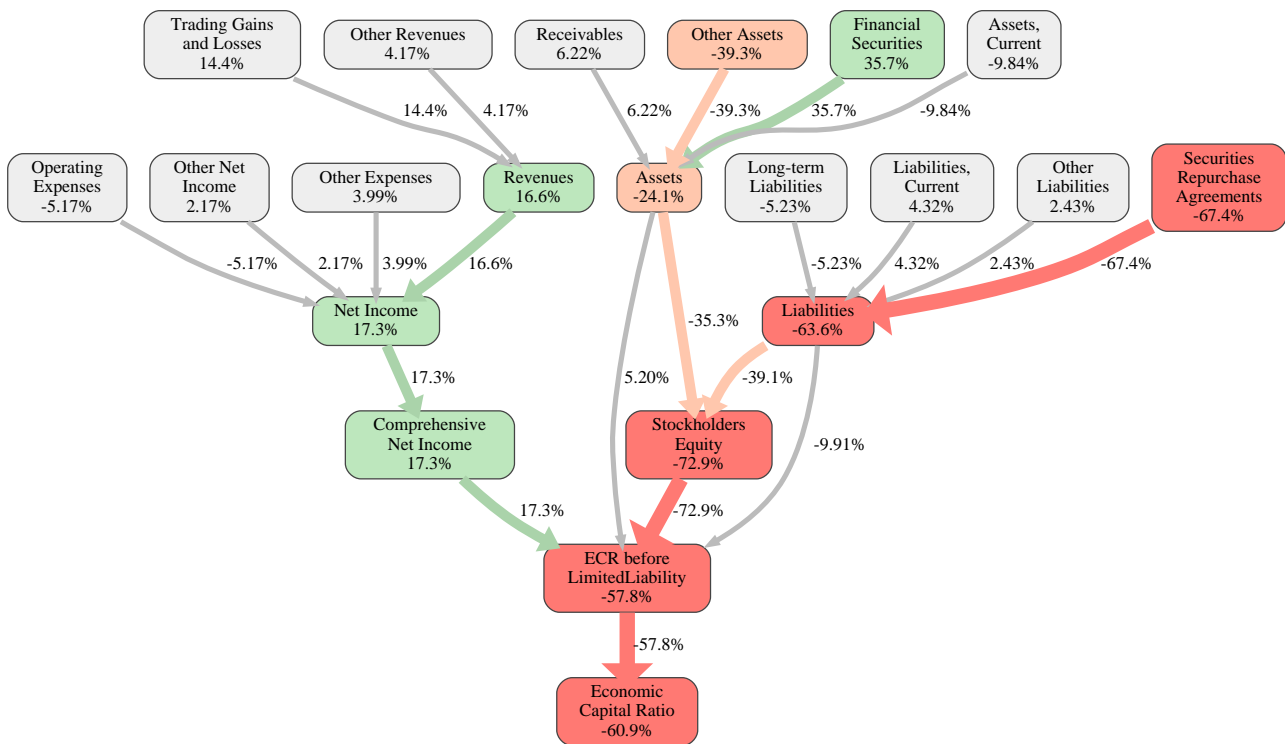 Trading Gains
and Losses
14.4%
Other Revenues
4.17%
Receivables
6.22%
Other Assets
-39.3%
Financial
Securities
35.7%
Assets,
Current
-9.84%
14.4%
4.17%
6.22%
-39.3%
35.7%
-9.84%
Operating
Expenses
-5.17%
Other Net
Income
2.17%
Other Expenses
3.99%
Revenues
16.6%
Assets
-24.1%
Long-term
Liabilities
-5.23%
Liabilities,
Current
4.32%
Other
Liabilities
2.43%
Securities
Repurchase
Agreements
-67.4%
-5.17%
2.17%
3.99%
16.6%
-5.23%
4.32%
2.43%
-67.4%
Net Income
17.3%
Liabilities
-63.6%
-35.3%
17.3%
5.20%
-39.1%
Comprehensive
Net Income
17.3%
Stockholders
Equity
-72.9%
-9.91%
17.3%
-72.9%
ECR before
LimitedLiability
-57.8%
-57.8%
Economic
Capital Ratio
-60.9%